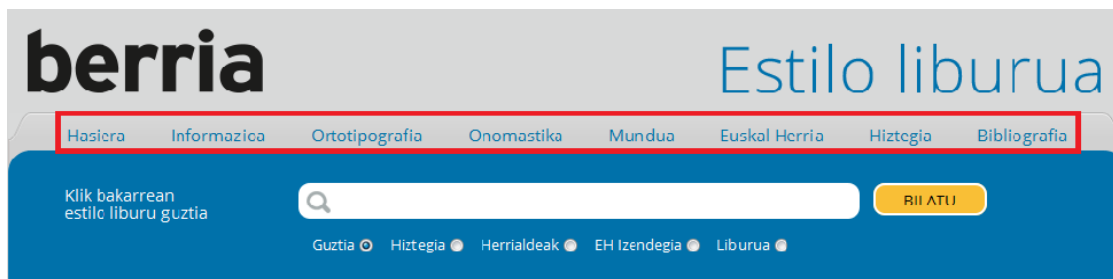 berria Estilo liburua
Hasiera Informazioa Ortotipografia Onomastika Mundua Euskal Herria Hiztegia Bibliografia
Klik bakarrean
estilo liburu guztia
BILATU
Guztia Hiztegia Herrialdeak EH Izendegia Liburua